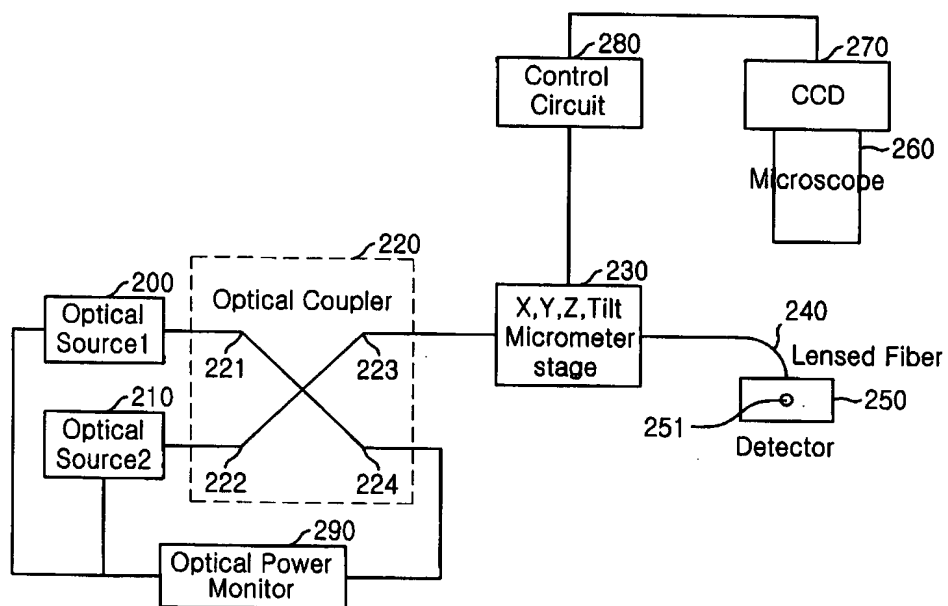 280
Control
Circuit
270
CCD
260
Microscope
220
Optical Coupler
200
Optical
Source1
221
223
230
X,Y,Z,Tilt
Micrometer
stage
240
Lensed Fiber
210
Optical
Source2
222
224
251
250
Detector
290
Optical Power
Monitor